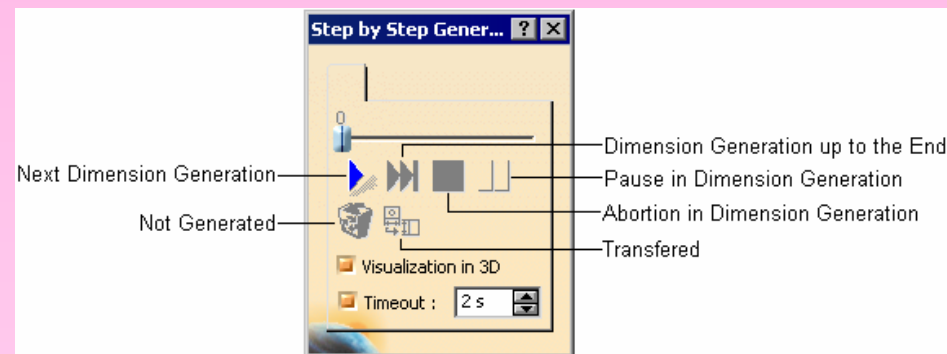 Step by Step Gener... ? X
0
Next Dimension Generation
Dimension Generation up to the End
Pause in Dimension Generation
Abortion in Dimension Generation
Not Generated
Transfered
Visualization in 3D
Timeout : 2 s